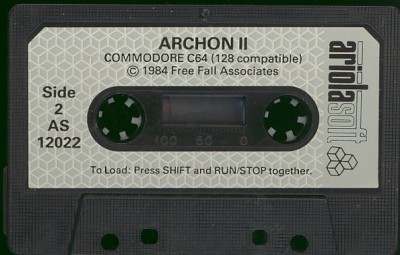 ARCHON II
COMMODORE C64 (128 compatible)
© 1984 Free Fall Associates
Side
2
AS
12022
100 50 0
To Load: Press SHIFT and RUN/STOP together.
ariolasoft